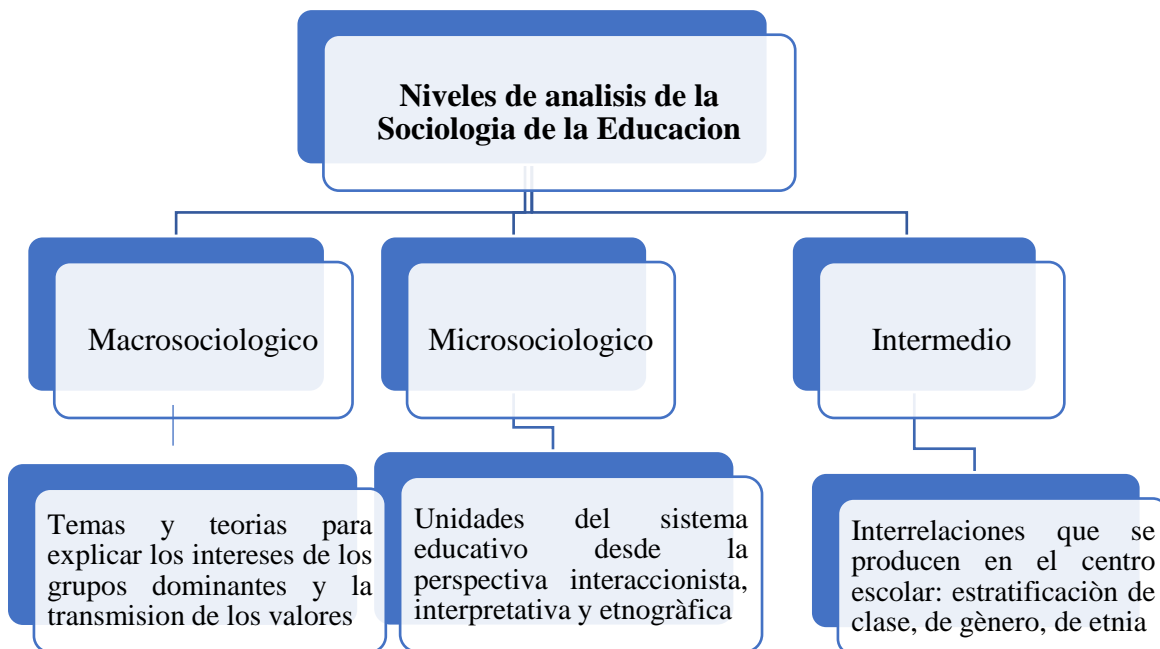 Niveles de analisis de la
Sociologia de la Educacion
Macrosociologico
Microsociologico
Intermedio
Temas y teorias para
explicar los intereses de los
grupos dominantes y la
transmision de los valores
Unidades del sistema
educativo desde la
perspectiva interaccionista,
interpretativa y etnogràfica
Interrelaciones que se
producen en el centro
escolar: estratificaciòn de
clase, de gènero, de etnia